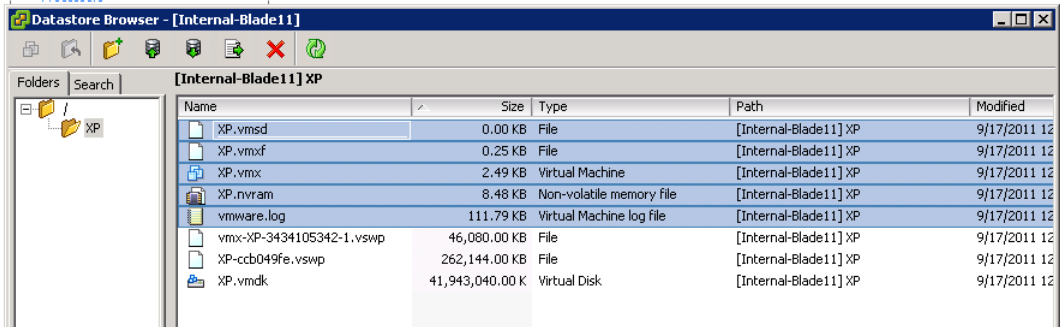 Datastore Browser - [Internal-Blade11]
Folders Search [Internal-Blade11] XP
/
XP
Name Size Type Path Modified
XP.vmsd 0.00 KB File [Internal-Blade11] XP 9/17/2011 12
XP.vmxf 0.25 KB File [Internal-Blade11] XP 9/17/2011 12
XP.vmx 2.49 KB Virtual Machine [Internal-Blade11] XP 9/17/2011 12
XP.nvram 8.48 KB Non-volatile memory file [Internal-Blade11] XP 9/17/2011 12
vmware.log 111.79 KB Virtual Machine log file [Internal-Blade11] XP 9/17/2011 12
vmx-XP-3434105342-1.vswp 46,080.00 KB File [Internal-Blade11] XP 9/17/2011 12
XP-ccb049fe.vswp 262,144.00 KB File [Internal-Blade11] XP 9/17/2011 12
XP.vmdk 41,943,040.00 K Virtual Disk [Internal-Blade11] XP 9/17/2011 12